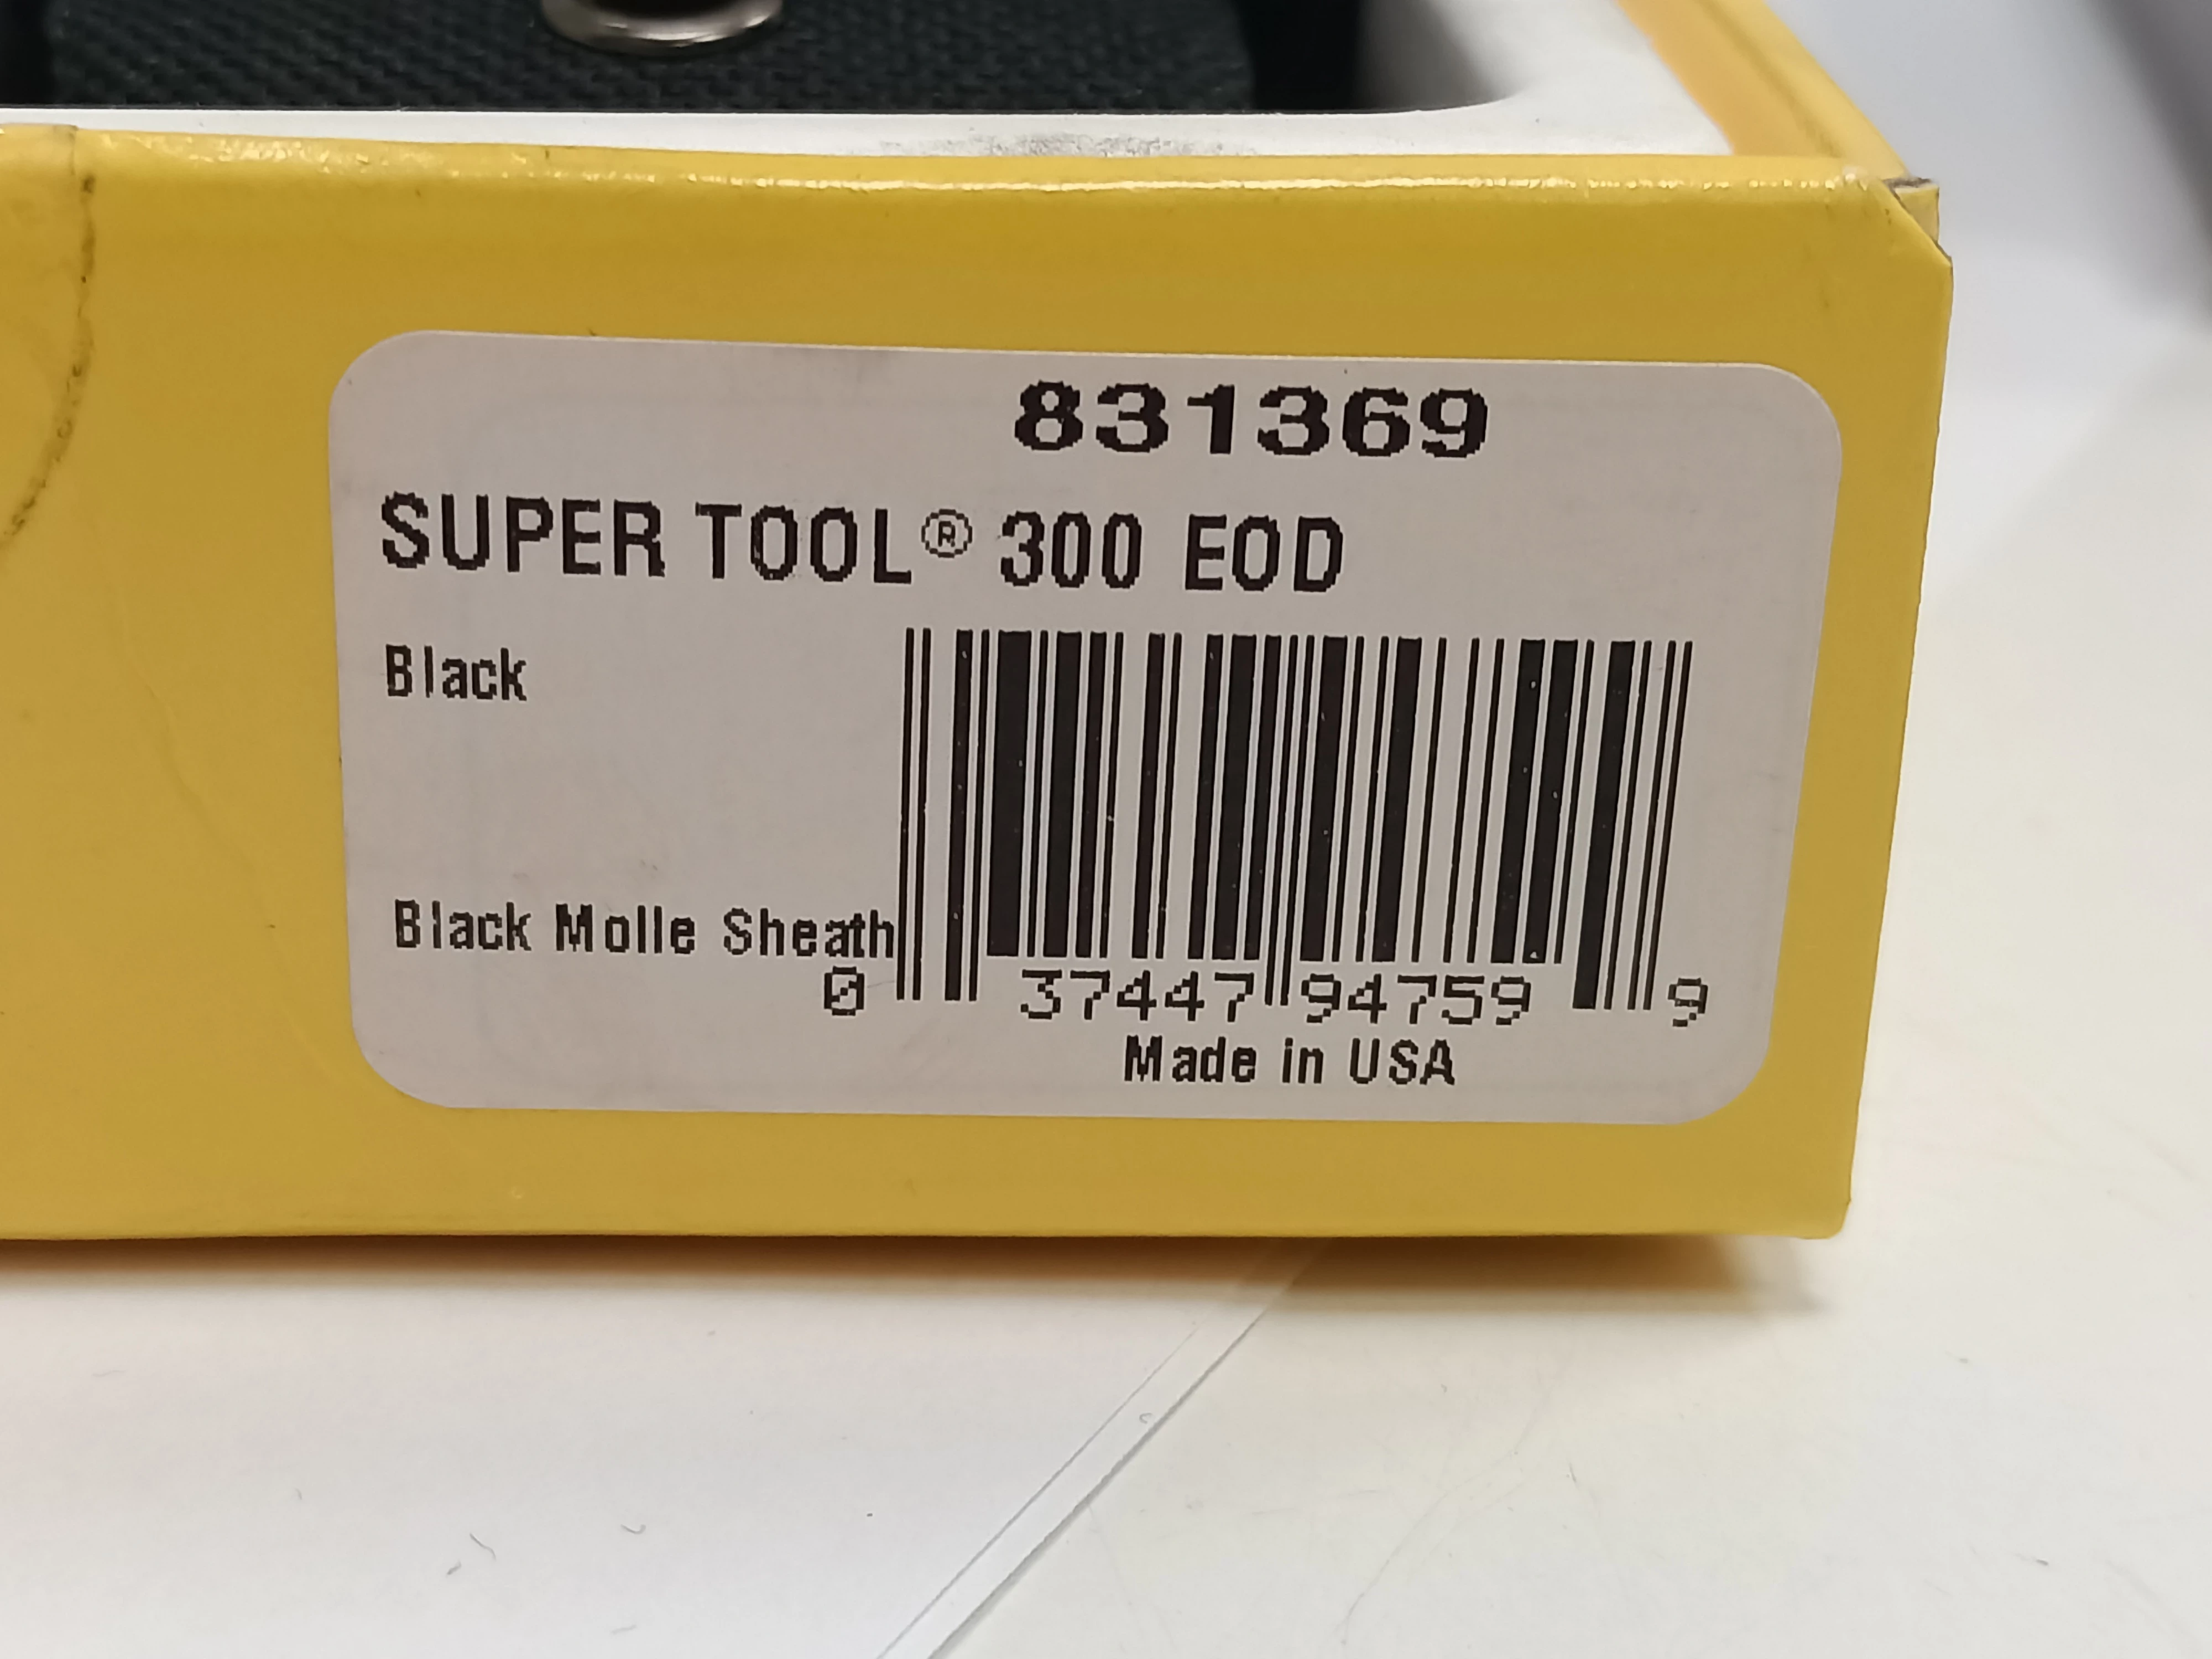 831369
SUPER TOOL® 300 EOD
Black
Black Molle Sheath
0 37447 94759 9
Made in USA